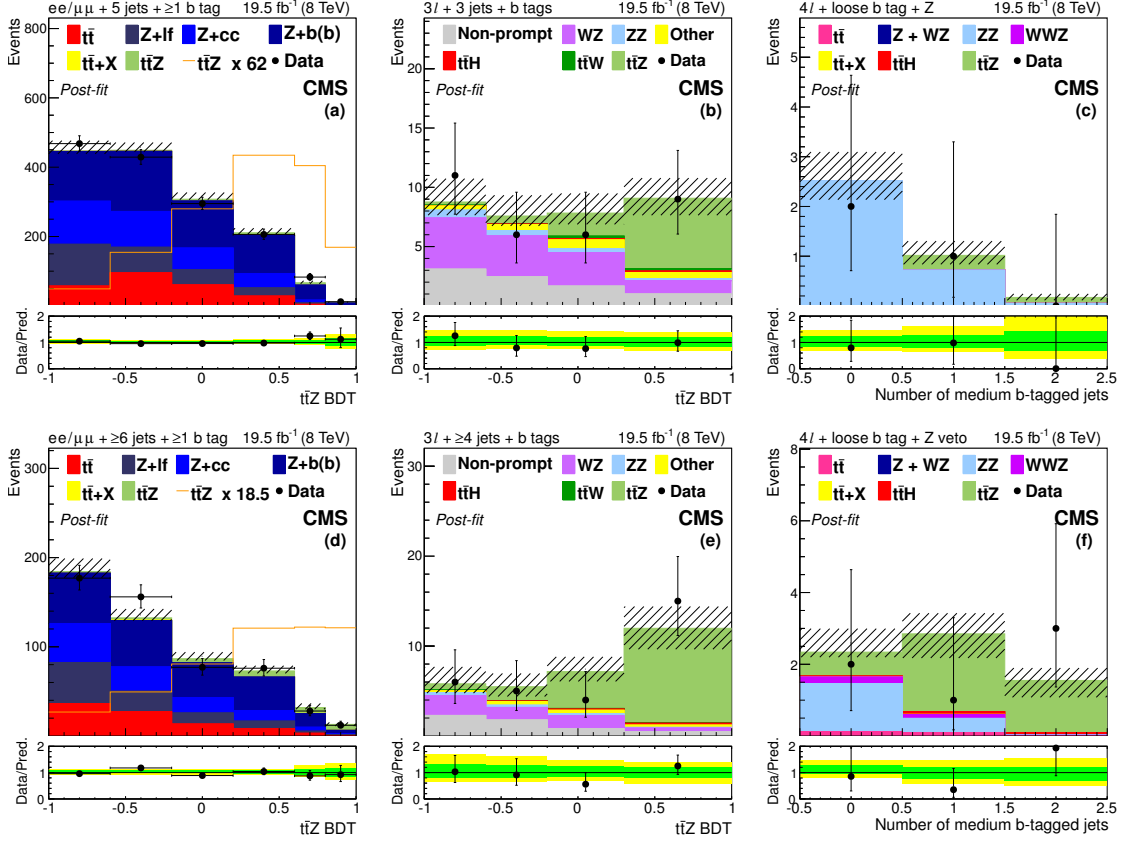 ee/μμ + 5 jets + ≥1 b tag 19.5 fb⁻¹ (8 TeV)
Events
800
600
400
200
tt̄ Z+lf Z+cc Z+b(b)
tt̄+X tt̄Z tt̄Z x 62 Data
Post-fit CMS
(a)
Data/Pred.
2
1
0
-1 -0.5 0 0.5 1
tt̄Z BDT
3l + 3 jets + b tags 19.5 fb⁻¹ (8 TeV)
Events
20
15
10
5
Non-prompt WZ ZZ Other
tt̄H tt̄W tt̄Z Data
Post-fit CMS
(b)
Data/Pred.
2
1
0
-1 -0.5 0 0.5 1
tt̄Z BDT
4l + loose b tag + Z 19.5 fb⁻¹ (8 TeV)
Events
5
4
3
2
1
0
tt̄ Z + WZ ZZ WWZ
tt̄+X tt̄H tt̄Z Data
Post-fit CMS
(c)
Data/Pred.
2
1
0
-0.5 0 0.5 1 1.5 2 2.5
Number of medium b-tagged jets
ee/μμ + ≥6 jets + ≥1 b tag 19.5 fb⁻¹ (8 TeV)
Events
300
200
100
tt̄ Z+lf Z+cc Z+b(b)
tt̄+X tt̄Z tt̄Z x 18.5 Data
Post-fit CMS
(d)
Data/Pred.
2
1
0
-1 -0.5 0 0.5 1
tt̄Z BDT
3l + ≥4 jets + b tags 19.5 fb⁻¹ (8 TeV)
Events
30
20
10
0
Non-prompt WZ ZZ Other
tt̄H tt̄W tt̄Z Data
Post-fit CMS
(e)
Data/Pred.
2
1
0
-1 -0.5 0 0.5 1
tt̄Z BDT
4l + loose b tag + Z veto 19.5 fb⁻¹ (8 TeV)
Events
8
6
4
2
0
tt̄ Z + WZ ZZ WWZ
tt̄+X tt̄H tt̄Z Data
Post-fit CMS
(f)
Data/Pred.
2
1
0
-0.5 0 0.5 1 1.5 2 2.5
Number of medium b-tagged jets